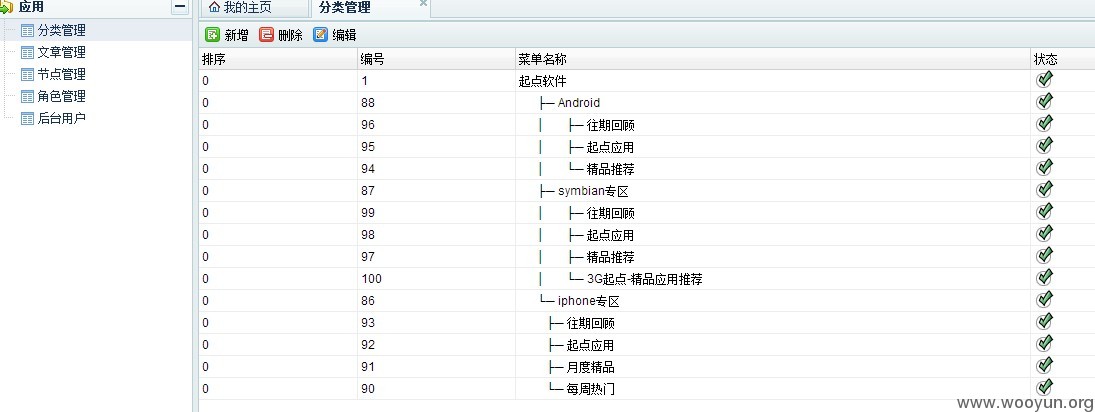 应用
我的主页 分类管理
分类管理
文章管理
节点管理
角色管理
后台用户
新增 删除 编辑
排序 编号 菜单名称 状态
0 1 起点软件
0 88 Android
0 96 往期回顾
0 95 起点应用
0 94 精品推荐
0 87 symbian专区
0 99 往期回顾
0 98 起点应用
0 97 精品推荐
0 100 3G起点-精品应用推荐
0 86 iphone专区
0 93 往期回顾
0 92 起点应用
0 91 月度精品
0 90 每周热门
www.wooyun.org